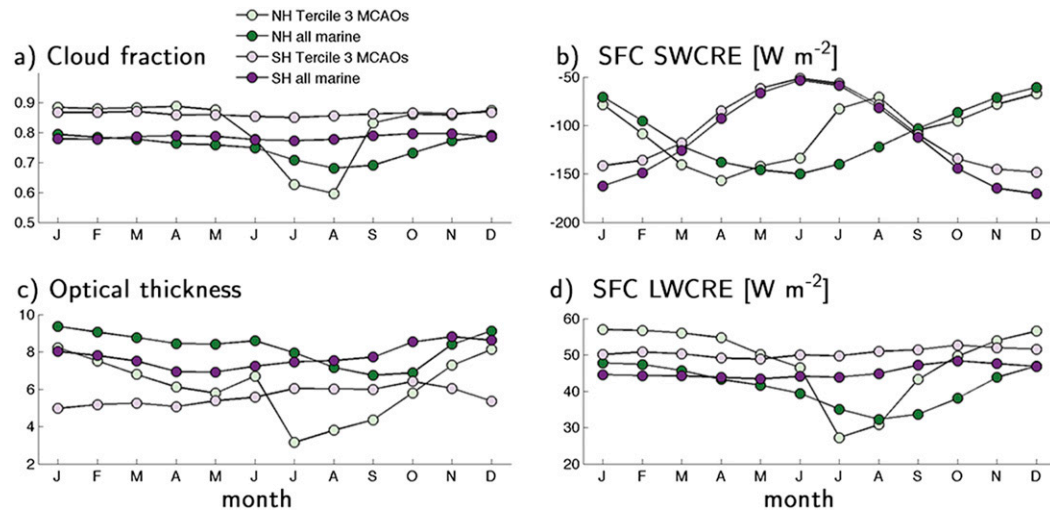 NH Tercile 3 MCAOs
NH all marine
SH Tercile 3 MCAOs
SH all marine
a) Cloud fraction
0.9
0.8
0.7
0.6
0.5
J F M A M J J A S O N D
b) SFC SWCRE [W m-2]
-50
-100
-150
-200
J F M A M J J A S O N D
c) Optical thickness
10
8
6
4
2
J F M A M J J A S O N D
month
d) SFC LWCRE [W m-2]
60
50
40
30
20
J F M A M J J A S O N D
month